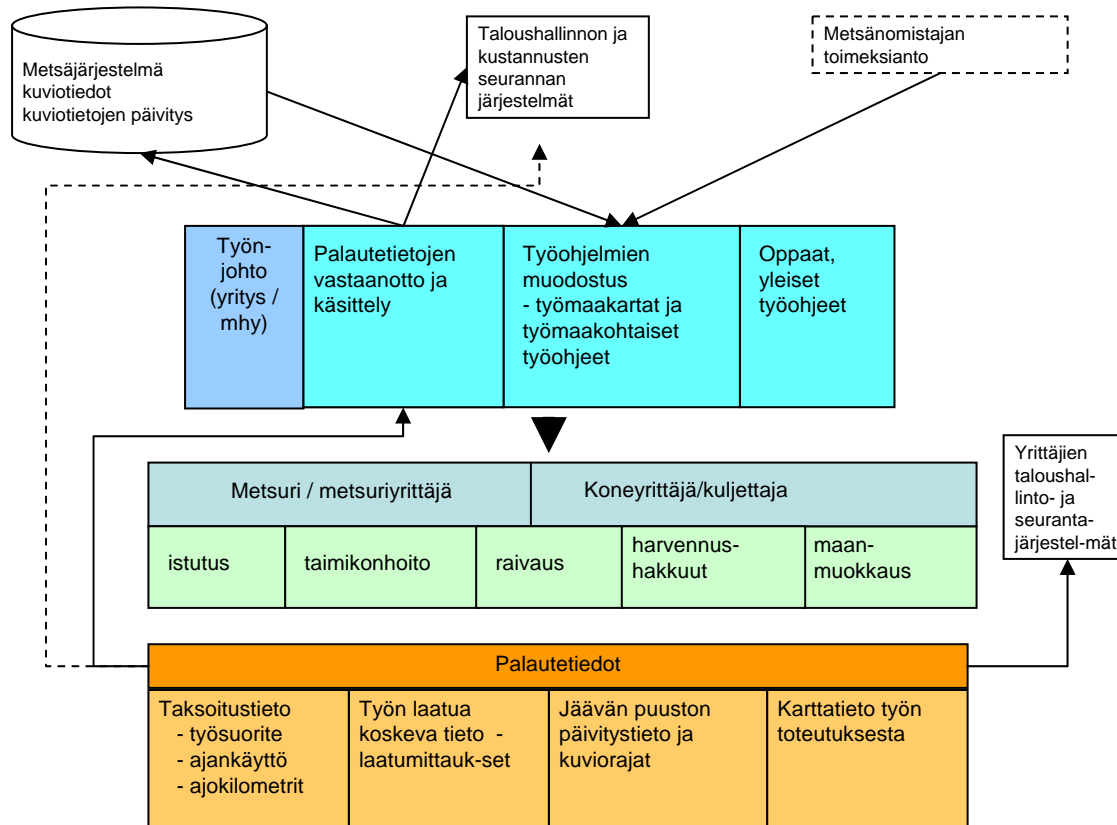 Metsäjärjestelmä
kuviotiedot
kuviotietojen päivitys
Taloushallinnon ja
kustannusten
seurannan
järjestelmät
Metsänomistajan
toimeksianto
Työn-
johto
(yritys /
mhy)
Palautetietojen
vastaanotto ja
käsittely
Työohjelmien
muodostus
- työmaakartat ja
työmaakohtaiset
työohjeet
Oppaat,
yleiset
työohjeet
Metsuri / metsuriyrittäjä
Koneyrittäjä/kuljettaja
istutus
taimikonhoito
raivaus
harvennus-
hakkuut
maan-
muokkaus
Yrittäjien
taloushal-
linto- ja
seuranta-
järjestel-mät
Palautetiedot
Taksoitustieto
- työsuorite
- ajankäyttö
- ajokilometrit
Työn laatua
koskeva tieto -
laatumittauk-set
Jäävän puuston
päivitystieto ja
kuviorajat
Karttatieto työn
toteutuksesta